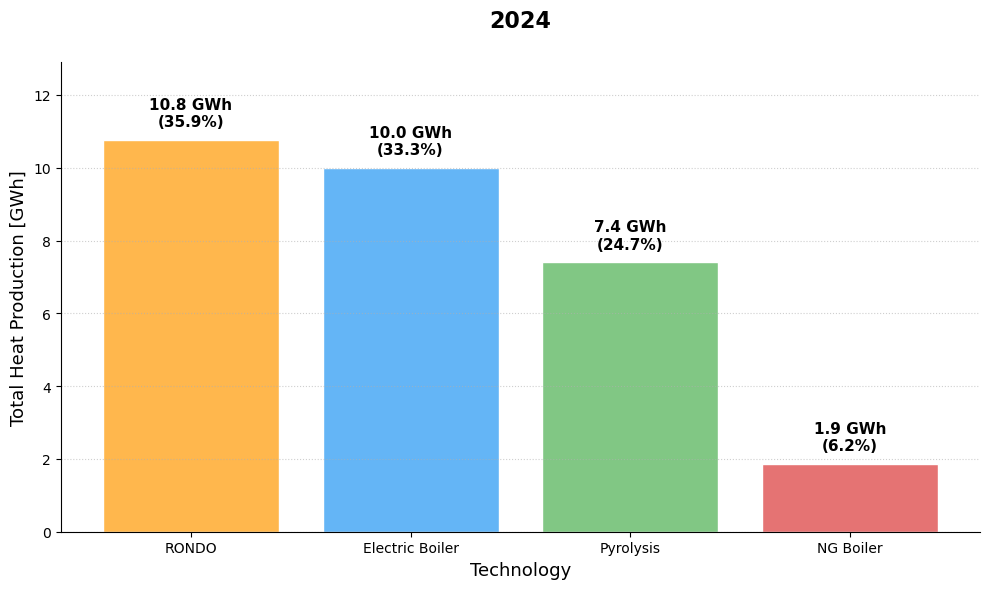 2024
Total Heat Production [GWh]
12
10
8
6
4
2
0
10.8 GWh
(35.9%)
10.0 GWh
(33.3%)
7.4 GWh
(24.7%)
1.9 GWh
(6.2%)
RONDO
Electric Boiler
Pyrolysis
NG Boiler
Technology